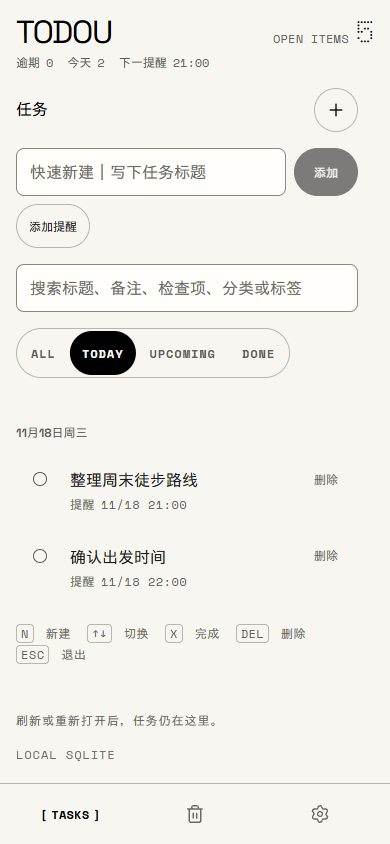 TODOU
OPEN ITEMS 5
逾期 0 今天 2 下一提醒 21:00
任务
快速新建｜写下任务标题
添加
添加提醒
搜索标题、备注、检查项、分类或标签
ALL TODAY UPCOMING DONE
11月18日周三
整理周末徒步路线 删除
提醒 11/18 21:00
确认出发时间 删除
提醒 11/18 22:00
N 新建 ↑↓ 切换 X 完成 DEL 删除
ESC 退出
刷新或重新打开后，任务仍在这里。
LOCAL SQLITE
[ TASKS ]